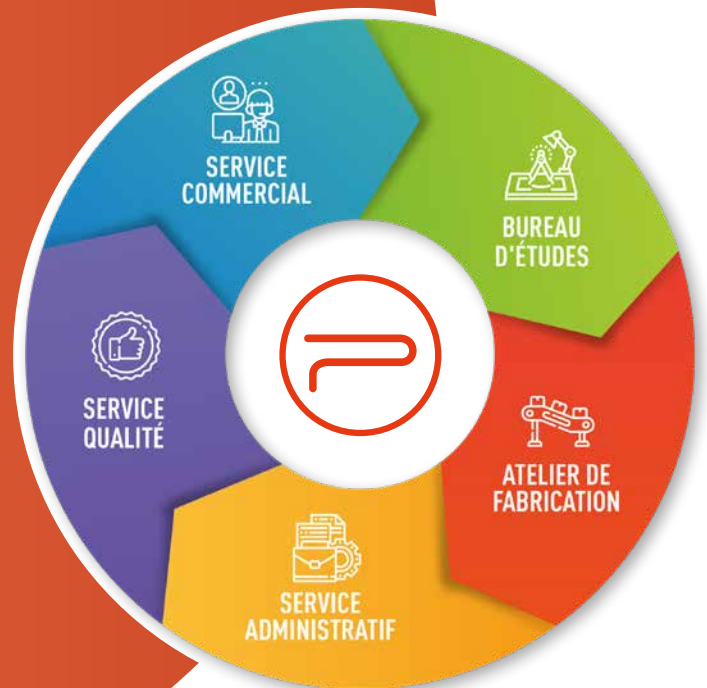 SERVICE
COMMERCIAL
BUREAU
D'ÉTUDES
ATELIER DE
FABRICATION
SERVICE
ADMINISTRATIF
SERVICE
QUALITÉ